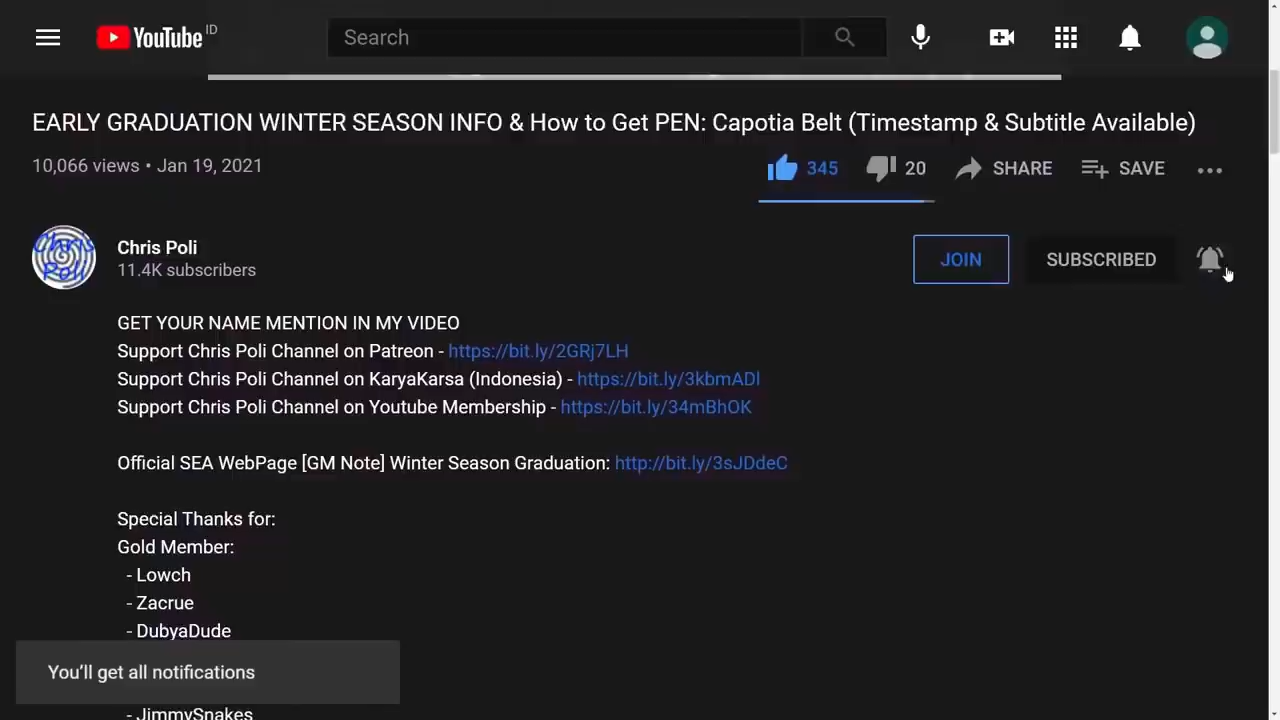 YouTube ID
Search
EARLY GRADUATION WINTER SEASON INFO & How to Get PEN: Capotia Belt (Timestamp & Subtitle Available)
10,066 views • Jan 19, 2021
345 20 SHARE SAVE
Chris Poli
Chris Poli
11.4K subscribers
JOIN SUBSCRIBED
GET YOUR NAME MENTION IN MY VIDEO
Support Chris Poli Channel on Patreon - https://bit.ly/2GRj7LH
Support Chris Poli Channel on KaryaKarsa (Indonesia) - https://bit.ly/3kbmADl
Support Chris Poli Channel on Youtube Membership - https://bit.ly/34mBhOK
Official SEA WebPage [GM Note] Winter Season Graduation: http://bit.ly/3sJDdeC
Special Thanks for:
Gold Member:
- Lowch
- Zacrue
- DubyaDude
You'll get all notifications
- JimmySnakes